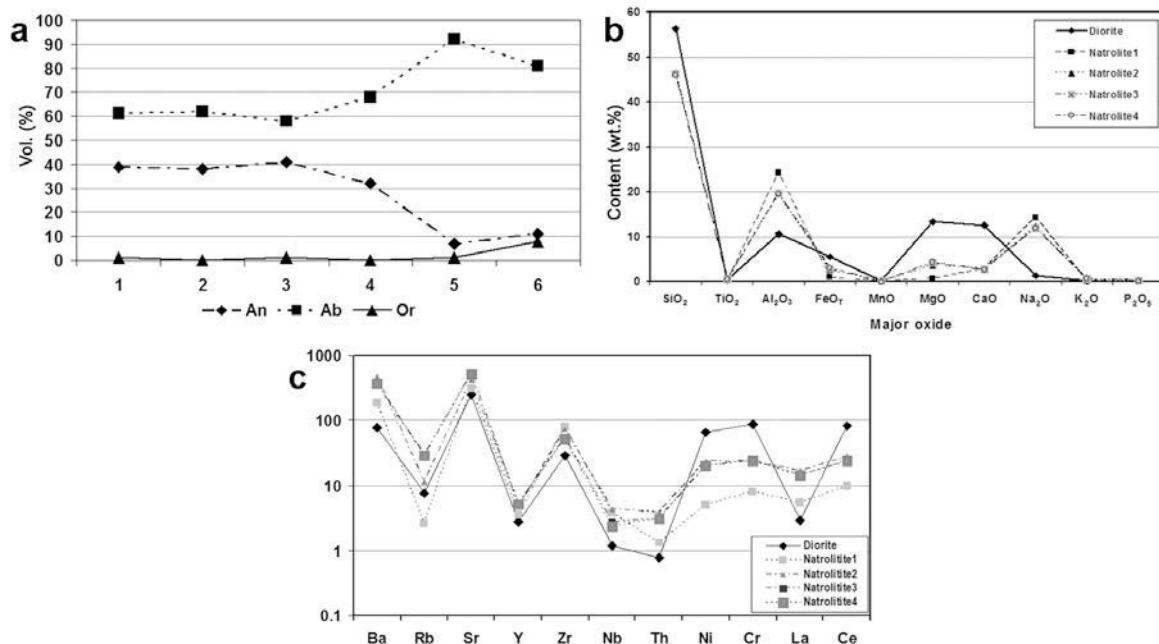 a
Vol. (%)
100
90
80
70
60
50
40
30
20
10
0
1 2 3 4 5 6
An Ab Or
b
Content (wt.%)
60
50
40
30
20
10
0
SiO₂ TiO₂ Al₂O₃ FeO_T MnO MgO CaO Na₂O K₂O P₂O₅
Major oxide
Diorite
Natrolite1
Natrolite2
Natrolite3
Natrolite4
c
1000
100
10
1
0.1
Ba Rb Sr Y Zr Nb Th Ni Cr La Ce
Diorite
Natrolitite1
Natrolitite2
Natrolitite3
Natrolitite4